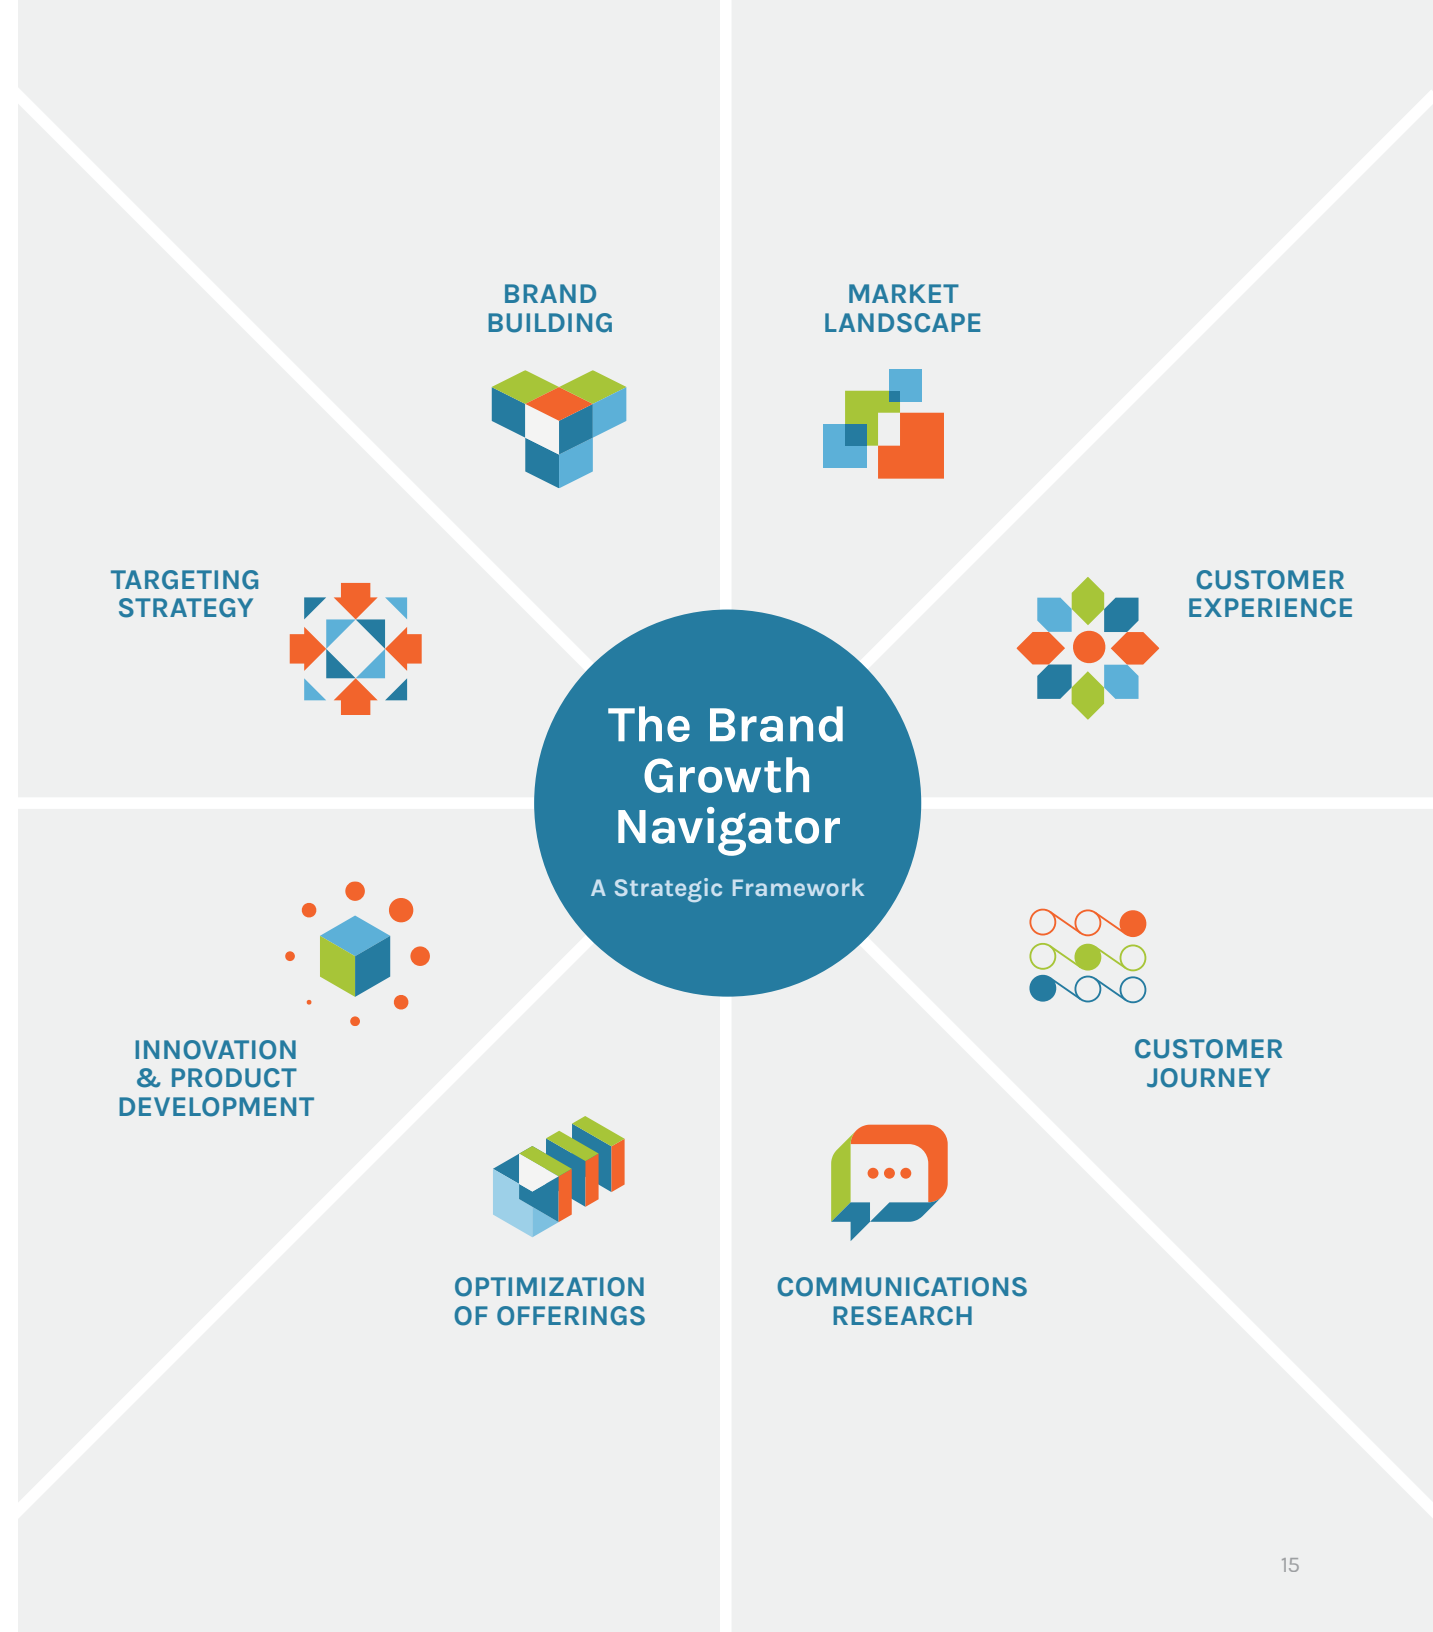 BRAND
BUILDING
MARKET
LANDSCAPE
TARGETING
STRATEGY
CUSTOMER
EXPERIENCE
The Brand
Growth
Navigator
A Strategic Framework
INNOVATION
& PRODUCT
DEVELOPMENT
CUSTOMER
JOURNEY
OPTIMIZATION
OF OFFERINGS
COMMUNICATIONS
RESEARCH
15